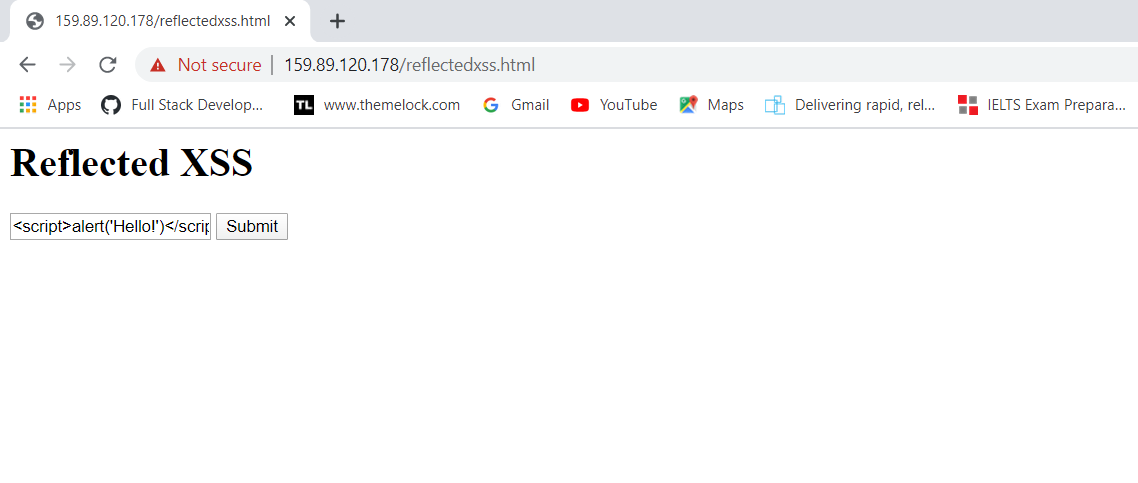 159.89.120.178/reflectedxss.html
Not secure | 159.89.120.178/reflectedxss.html
Apps Full Stack Develop... TL www.themelock.com Gmail YouTube Maps Delivering rapid, rel... IELTS Exam Prepara...
Reflected XSS
<script>alert('Hello!')</scrip Submit